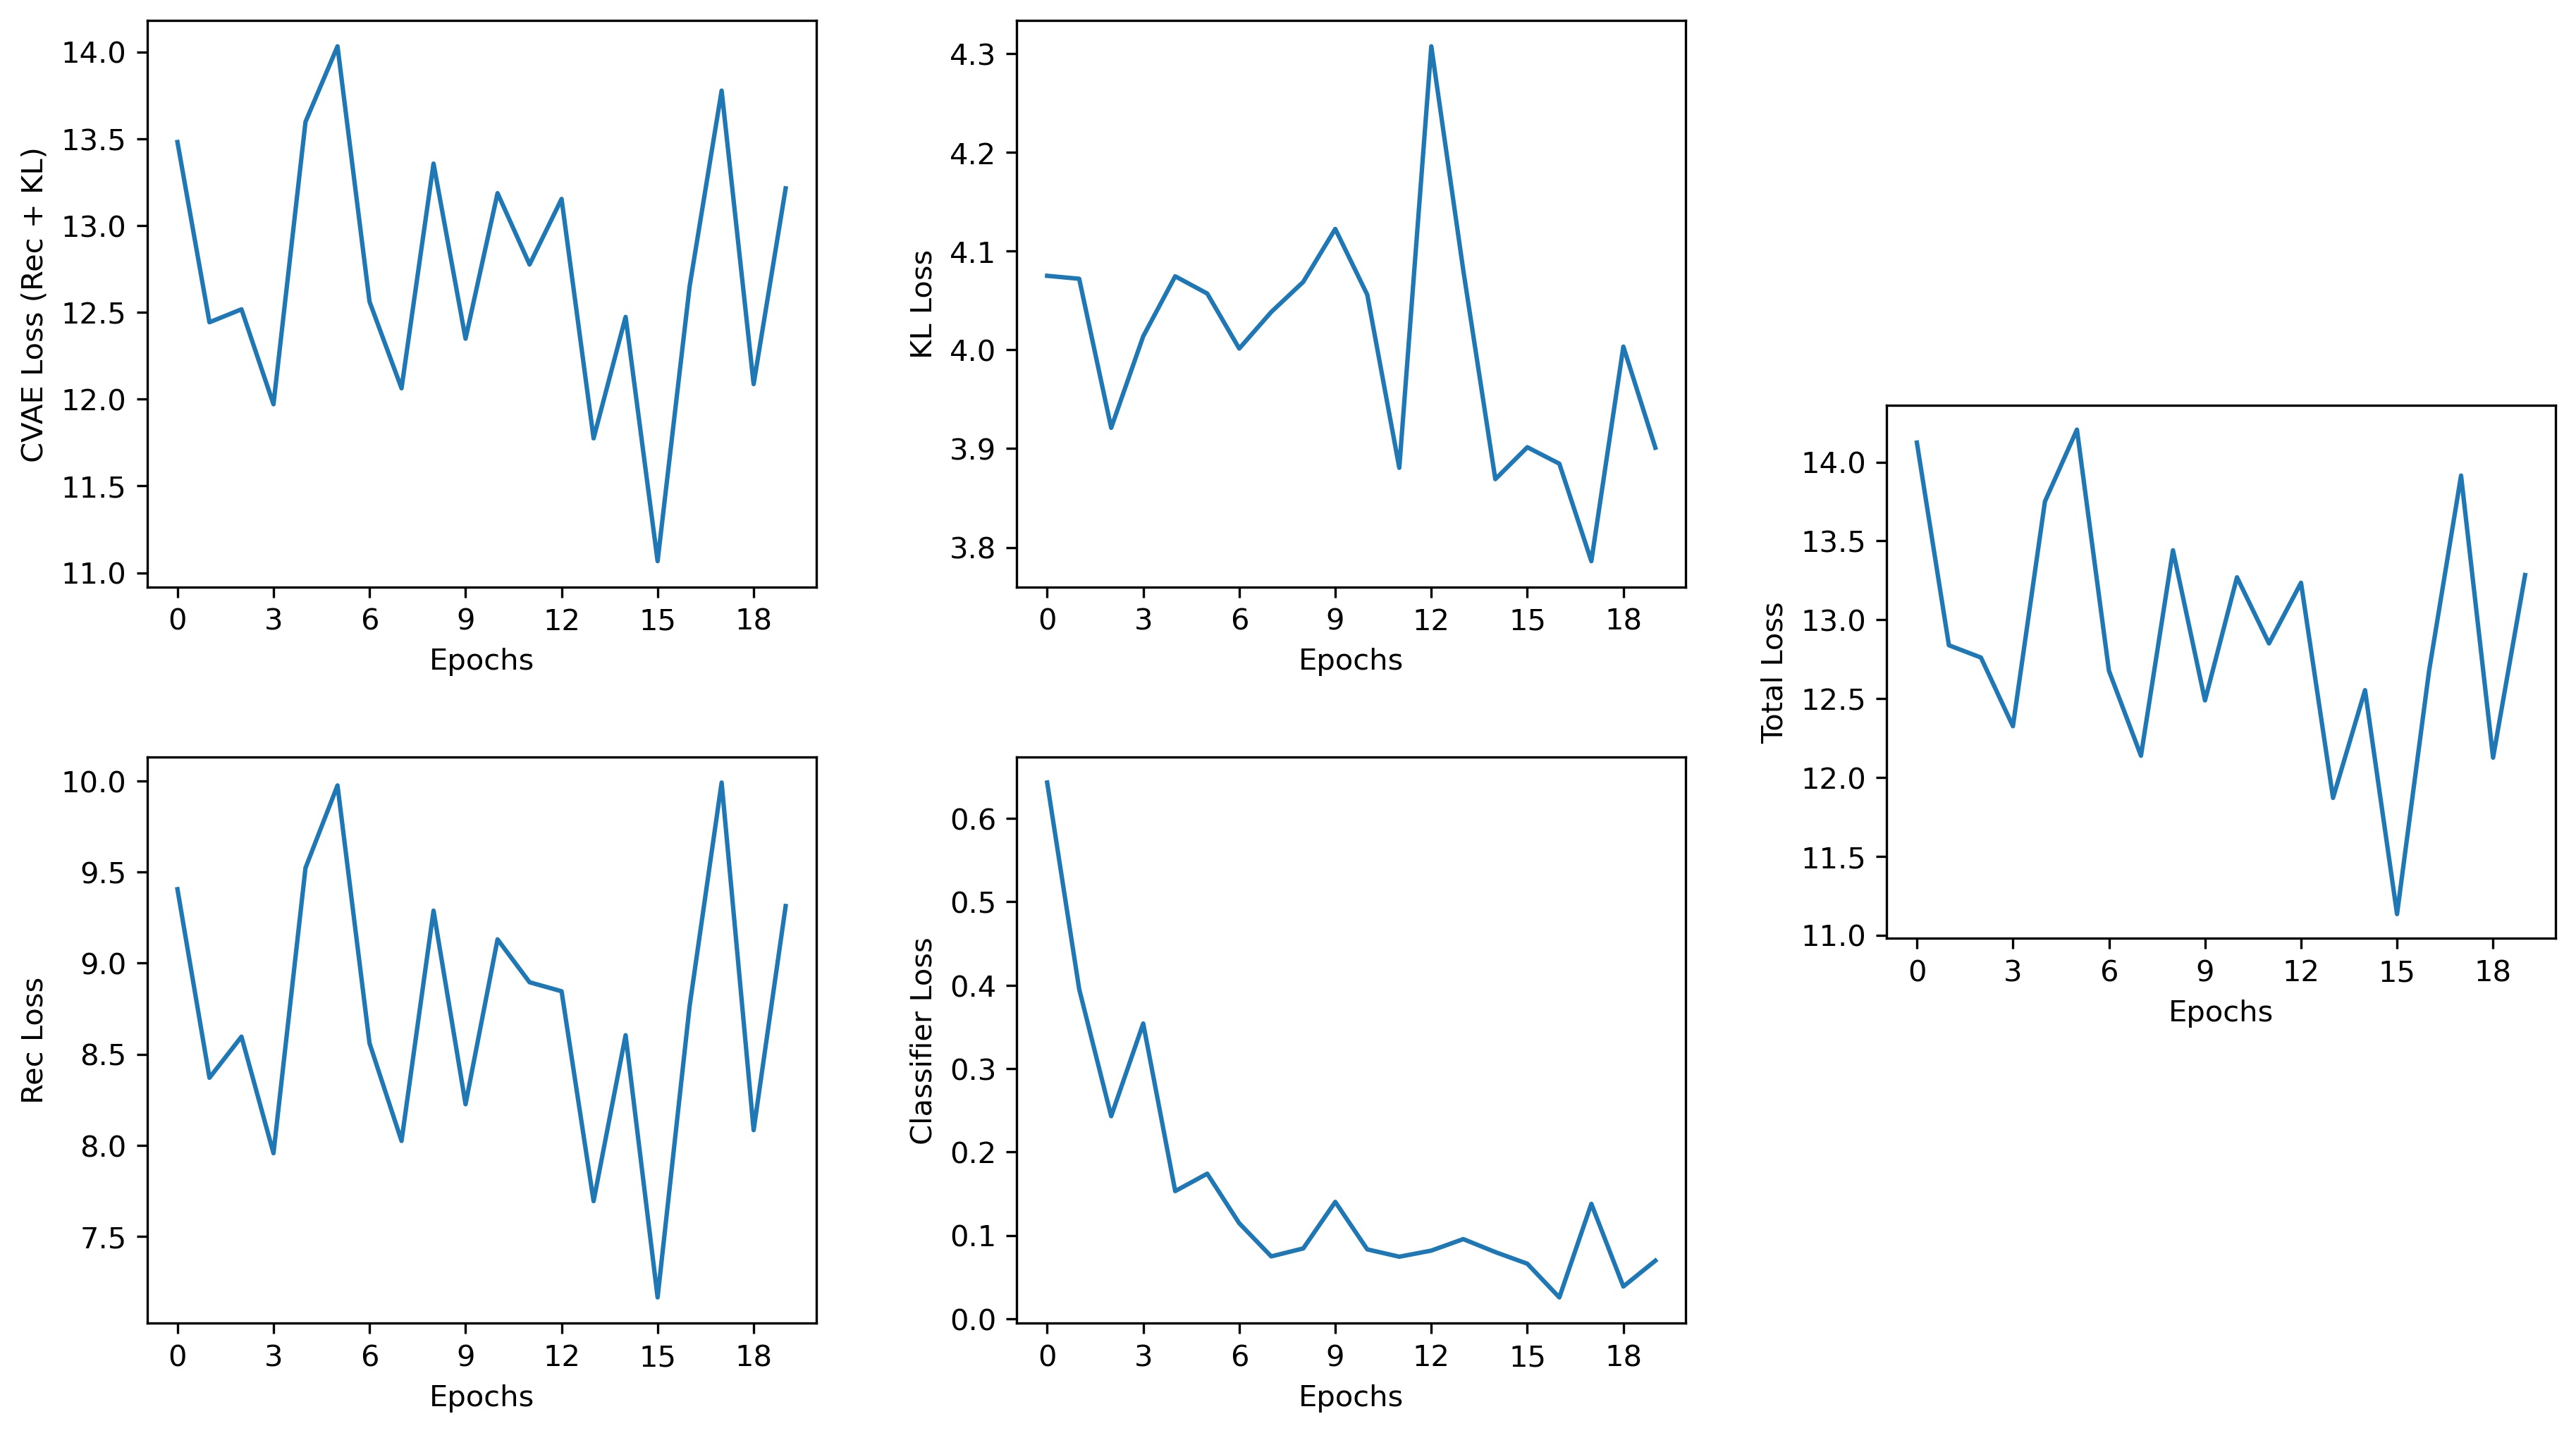 CVAE Loss (Rec + KL)
14.0
13.5
13.0
12.5
12.0
11.5
11.0
0 3 6 9 12 15 18
Epochs
KL Loss
4.3
4.2
4.1
4.0
3.9
3.8
0 3 6 9 12 15 18
Epochs
Rec Loss
10.0
9.5
9.0
8.5
8.0
7.5
0 3 6 9 12 15 18
Epochs
Classifier Loss
0.6
0.5
0.4
0.3
0.2
0.1
0.0
0 3 6 9 12 15 18
Epochs
Total Loss
14.0
13.5
13.0
12.5
12.0
11.5
11.0
0 3 6 9 12 15 18
Epochs